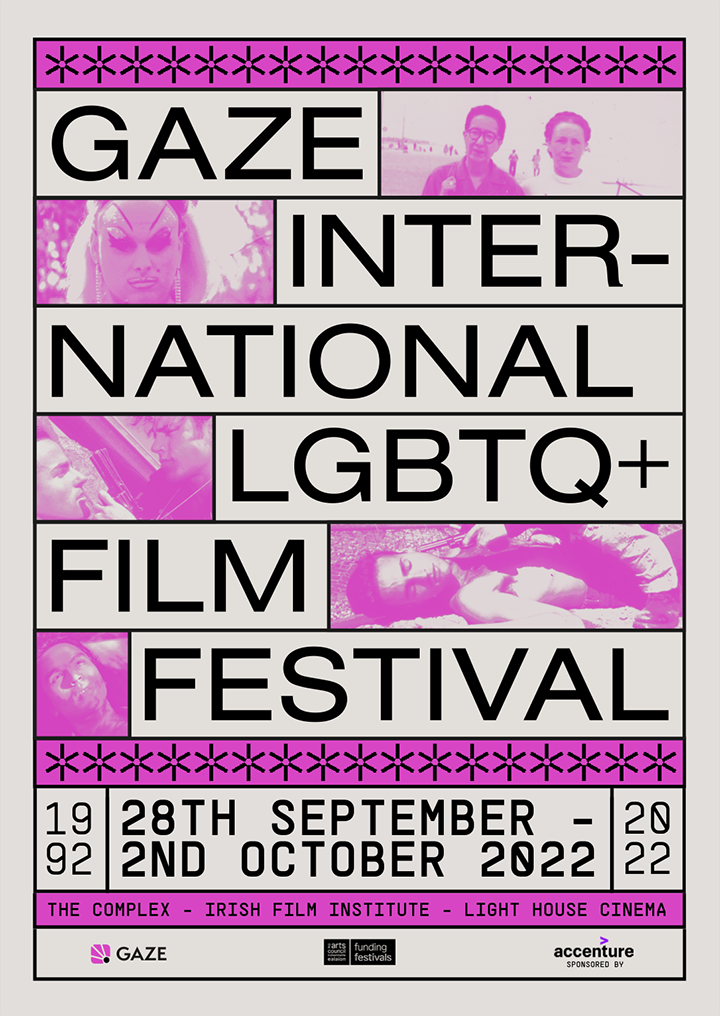 GAZE
INTER-
NATIONAL
LGBTQ+
FILM
FESTIVAL
19
92
28TH SEPTEMBER –
2ND OCTOBER 2022
20
22
THE COMPLEX – IRISH FILM INSTITUTE – LIGHT HOUSE CINEMA
GAZE
arts
council
ealaíon
funding
festivals
accenture
SPONSORED BY